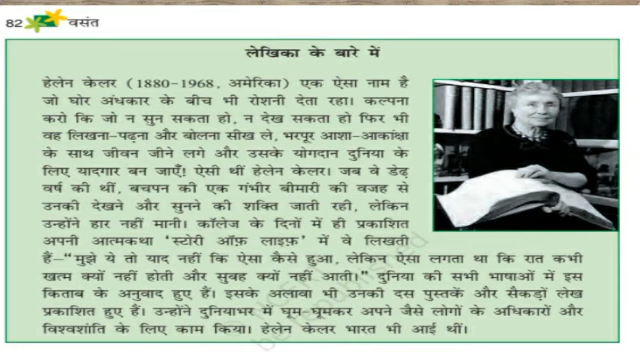 82 वसंत
लेखिका के बारे में
हेलेन केलर (1880-1968, अमेरिका) एक ऐसा नाम है
जो घोर अंधकार के बीच भी रोशनी देता रहा। कल्पना
करो कि जो न सुन सकता हो, न देख सकता हो फिर भी
वह लिखना-पढ़ना और बोलना सीख ले, भरपूर आशा-आकांक्षा
के साथ जीवन जीने लगे और उसके योगदान दुनिया के
लिए यादगार बन जाएँ! ऐसी थीं हेलेन केलर। जब वे डेढ़
वर्ष की थीं, बचपन की एक गंभीर बीमारी की वजह से
उनकी देखने और सुनने की शक्ति जाती रही, लेकिन
उन्होंने हार नहीं मानी। कॉलेज के दिनों में ही प्रकाशित
अपनी आत्मकथा ‘स्टोरी ऑफ़ लाइफ़’ में वे लिखती
हैं–“मुझे ये तो याद नहीं कि ऐसा कैसे हुआ, लेकिन ऐसा लगता था कि रात कभी
खत्म क्यों नहीं होती और सुबह क्यों नहीं आती।” दुनिया की सभी भाषाओं में इस
किताब के अनुवाद हुए हैं। इसके अलावा भी उनकी दस पुस्तकें और सैकड़ों लेख
प्रकाशित हुए हैं। उन्होंने दुनियाभर में घूम-घूमकर अपने जैसे लोगों के अधिकारों और
विश्वशांति के लिए काम किया। हेलेन केलर भारत भी आई थीं।